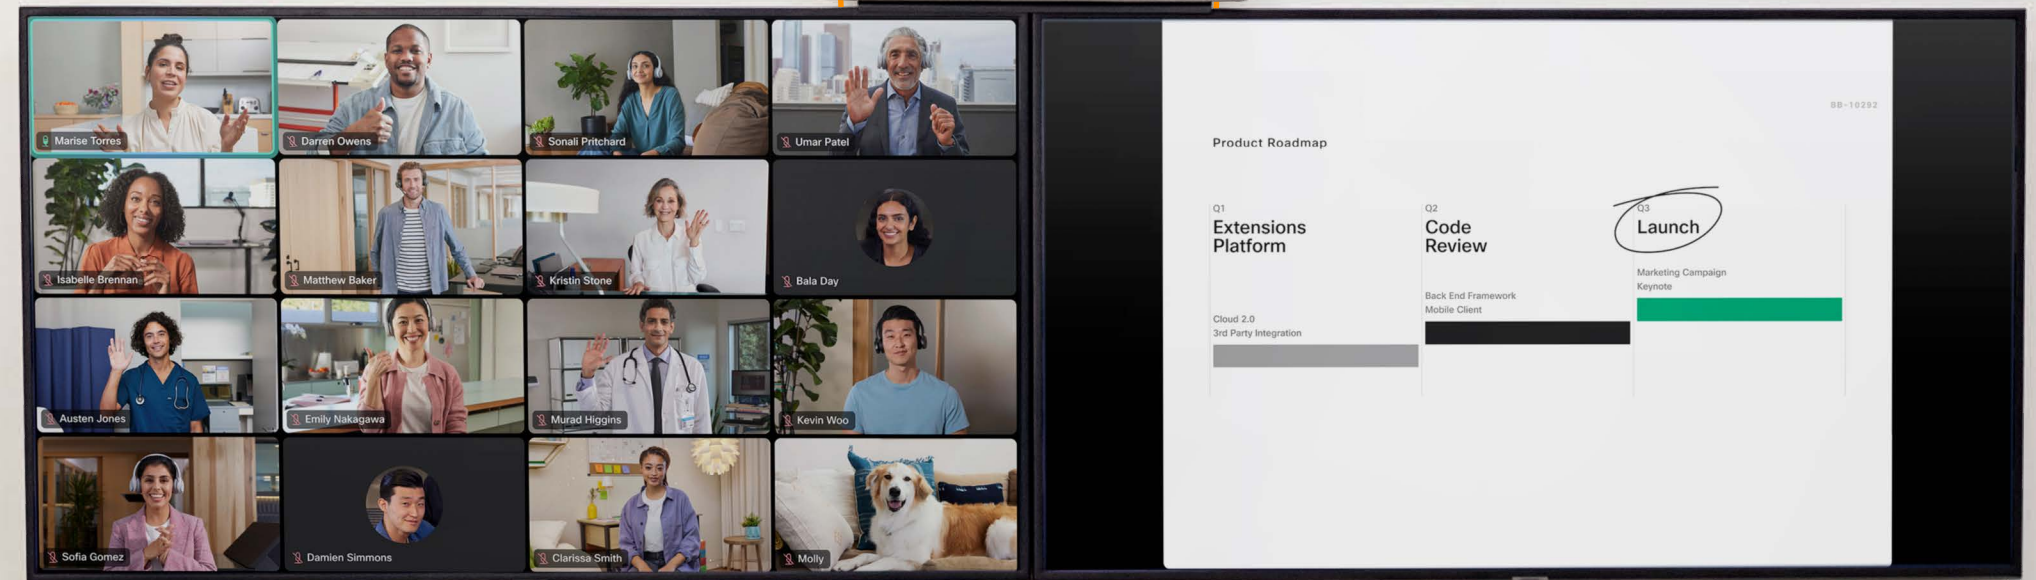 Marise Torres
Darren Owens
Sonali Pritchard
Umar Patel
Isabelle Brennan
Matthew Baker
Kristin Stone
Bala Day
Austen Jones
Emily Nakagawa
Murad Higgins
Kevin Woo
Sofia Gomez
Damien Simmons
Clarissa Smith
Molly
BB-10292
Product Roadmap
Q1
Extensions
Platform
Cloud 2.0
3rd Party Integration
Q2
Code
Review
Back End Framework
Mobile Client
Q3
Launch
Marketing Campaign
Keynote